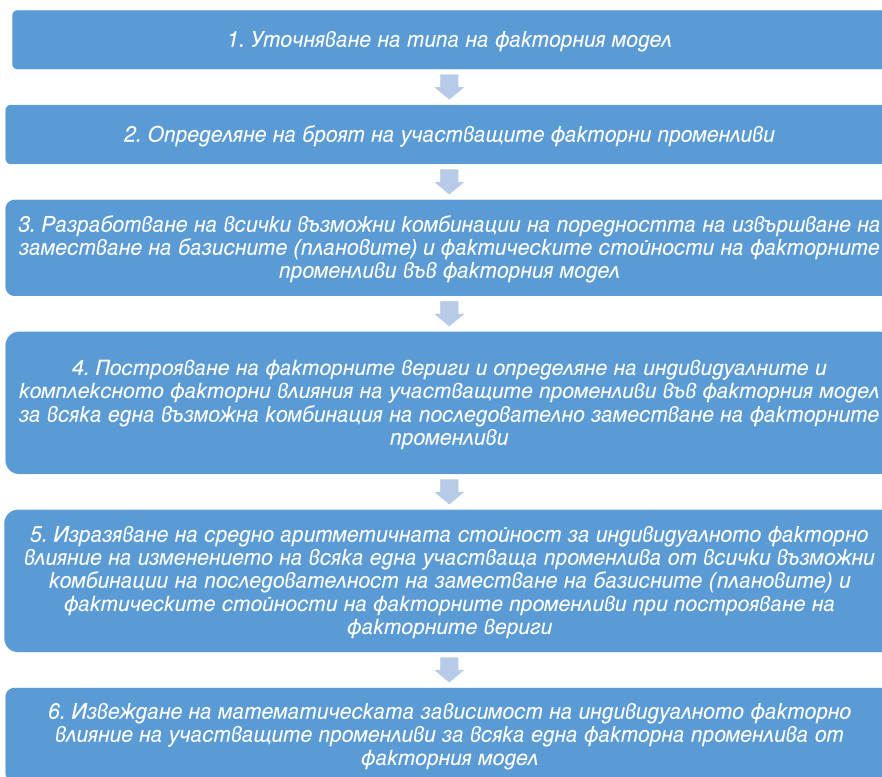 1. Уточняване на типа на факторния модел
2. Определяне на броят на участващите факторни променливи
3. Разработване на всички възможни комбинации на поредността на извършване на
заместване на базисните (плановите) и фактическите стойности на факторните
променливи във факторния модел
4. Построяване на факторните вериги и определяне на индивидуалните и
комплексното факторни влияния на участващите променливи във факторния модел
за всяка една възможна комбинация на последователно заместване на факторните
променливи
5. Изразяване на средно аритметичната стойност за индивидуалното факторно
влияние на изменението на всяка една участваща променлива от всички възможни
комбинации на последователност на заместване на базисните (плановите) и
фактическите стойности на факторните променливи при построяване на
факторните вериги
6. Извеждане на математическата зависимост на индивидуалното факторно
влияние на участващите променливи за всяка една факторна променлива от
факторния модел